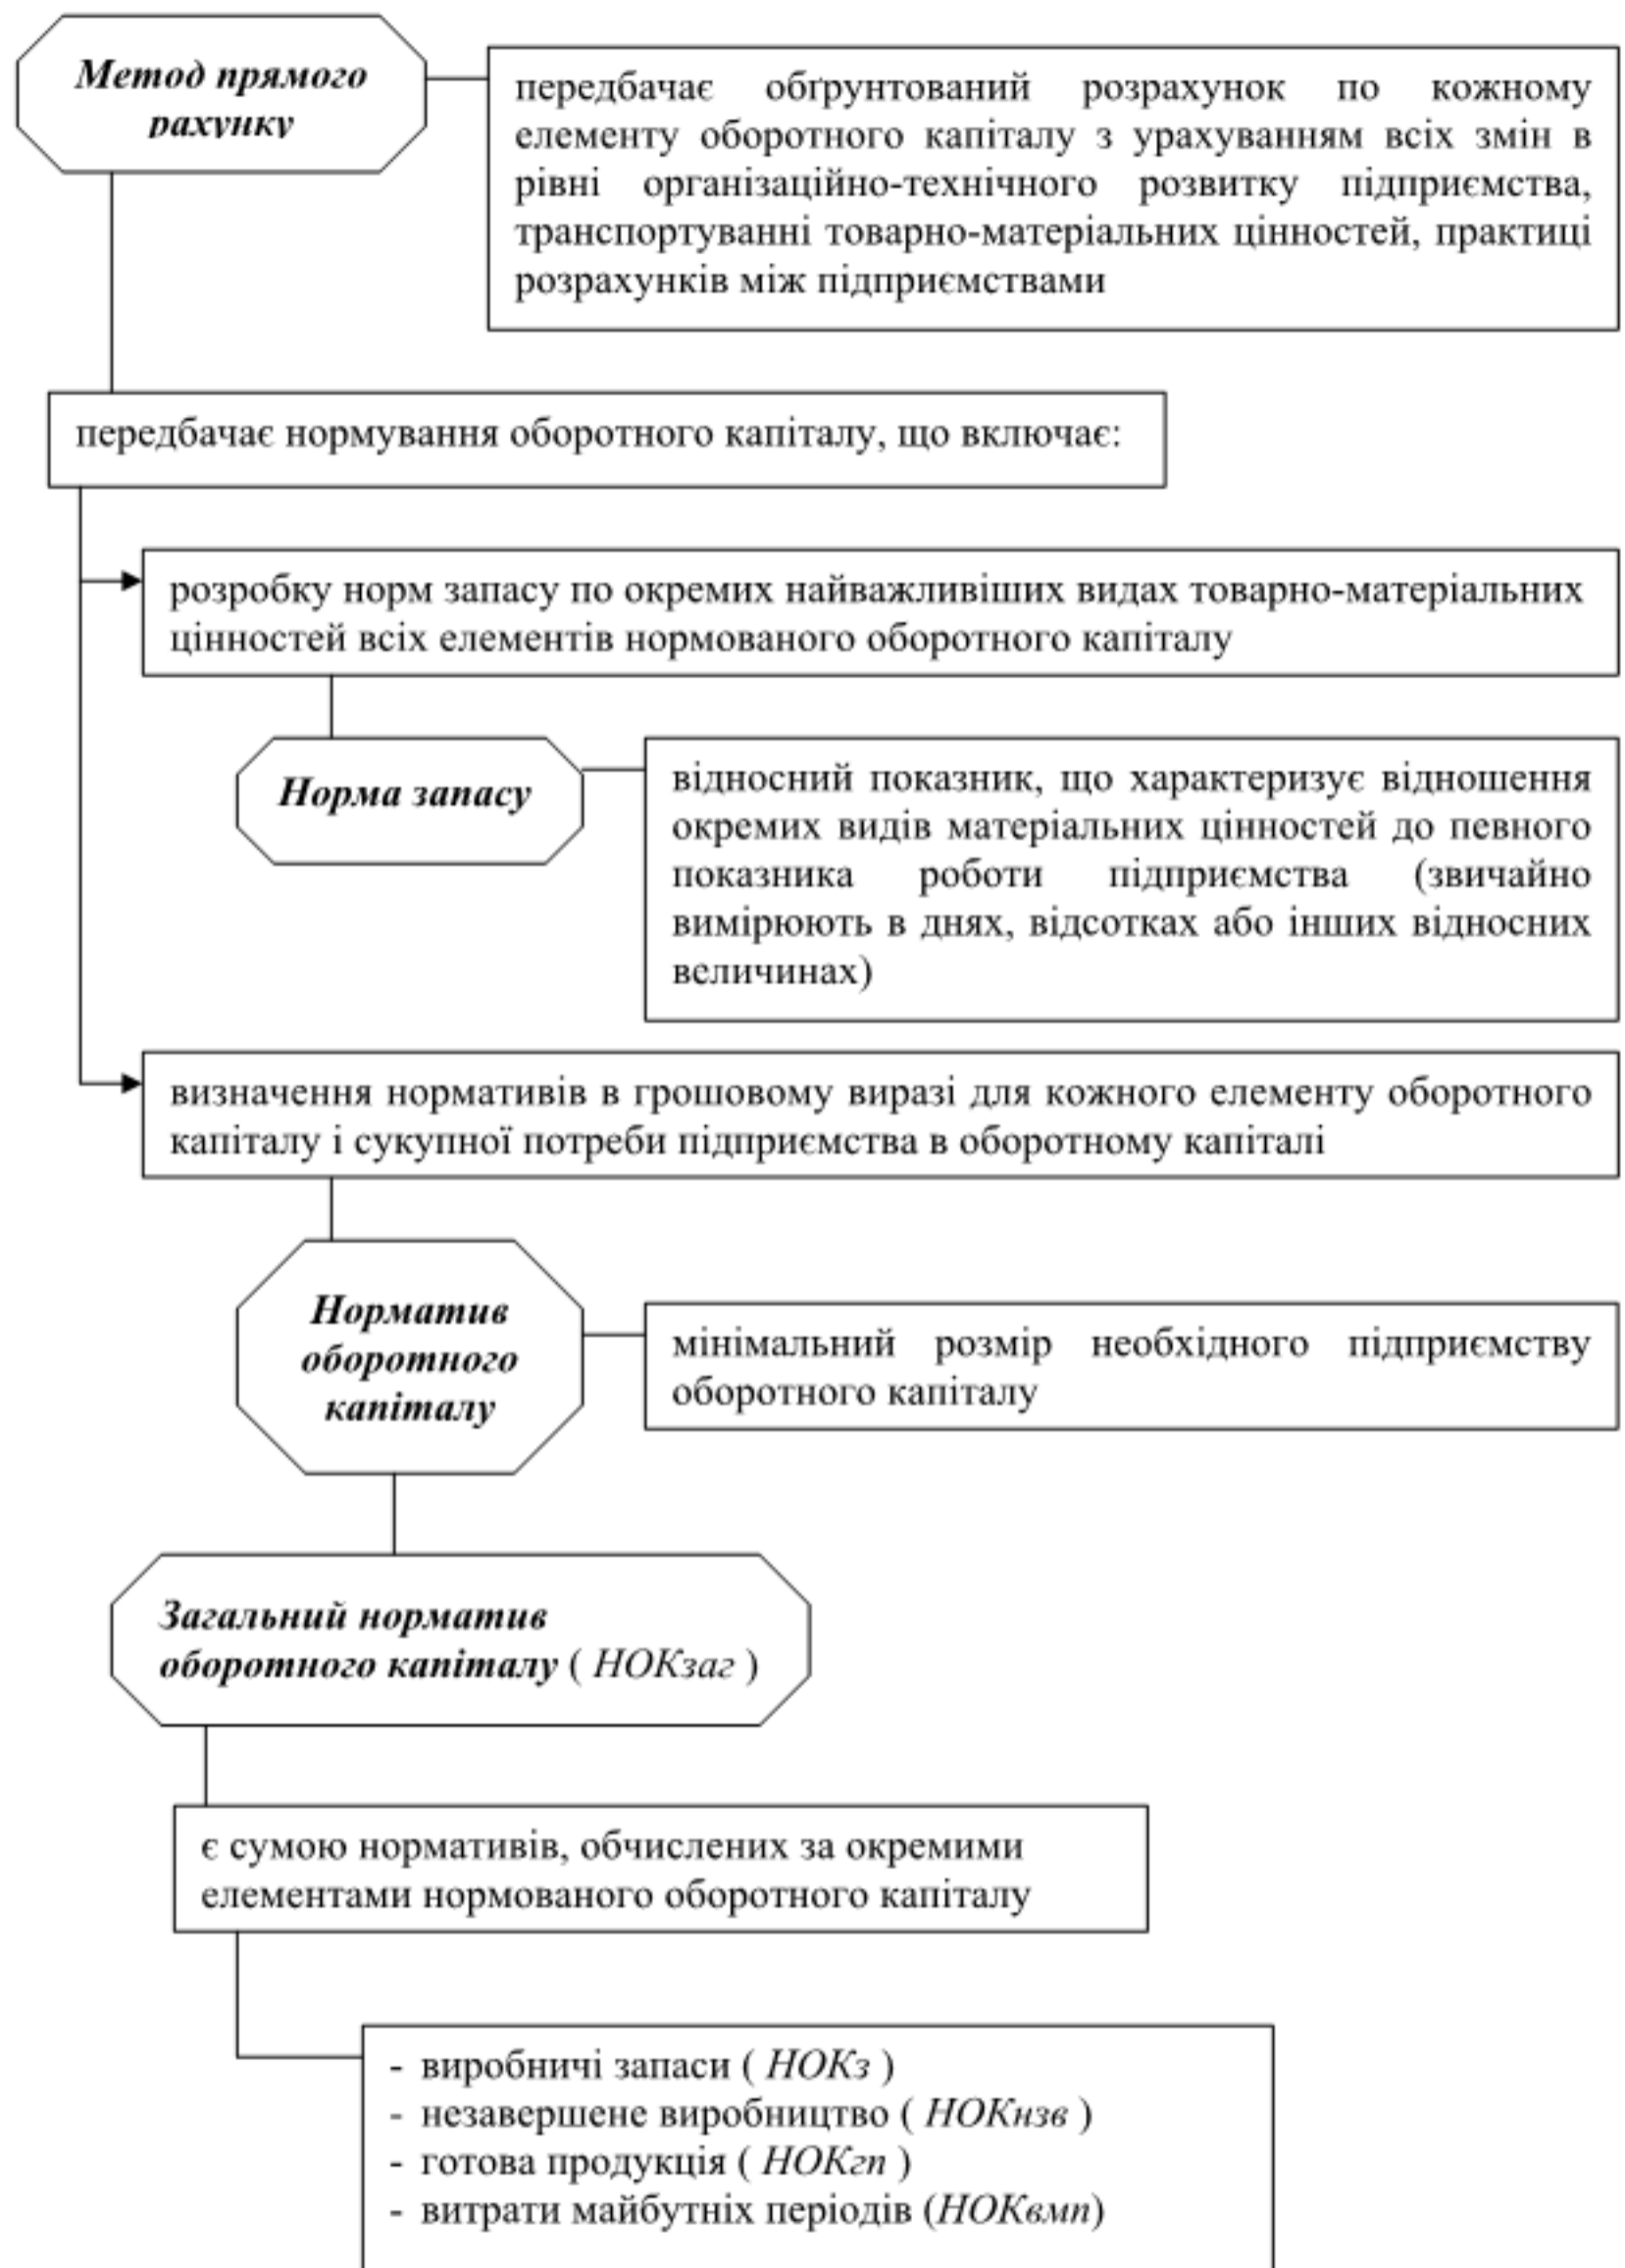 Метод прямого
рахунку
передбачає обґрунтований розрахунок по кожному
елементу оборотного капіталу з урахуванням всіх змін в
рівні організаційно-технічного розвитку підприємства,
транспортуванні товарно-матеріальних цінностей, практиці
розрахунків між підприємствами
передбачає нормування оборотного капіталу, що включає:
розробку норм запасу по окремих найважливіших видах товарно-матеріальних
цінностей всіх елементів нормованого оборотного капіталу
Норма запасу
відносний показник, що характеризує відношення
окремих видів матеріальних цінностей до певного
показника роботи підприємства (звичайно
вимірюють в днях, відсотках або інших відносних
величинах)
визначення нормативів в грошовому виразі для кожного елементу оборотного
капіталу і сукупної потреби підприємства в оборотному капіталі
Норматив
оборотного
капіталу
мінімальний розмір необхідного підприємству
оборотного капіталу
Загальний норматив
оборотного капіталу ( НОКзаг )
є сумою нормативів, обчислених за окремими
елементами нормованого оборотного капіталу
- виробничі запаси ( НОКз )
- незавершене виробництво ( НОКнзв )
- готова продукція ( НОКгп )
- витрати майбутніх періодів (НОКвмп)